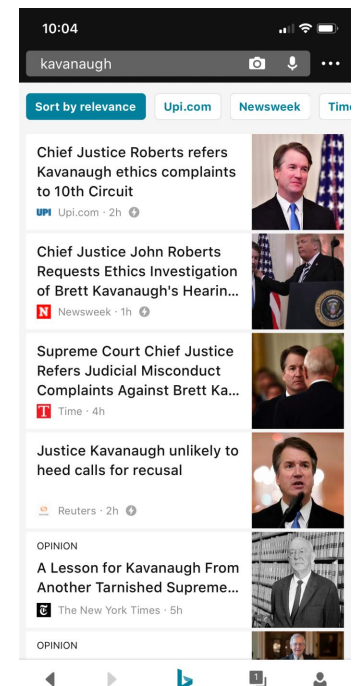 10:04
kavanaugh
Sort by relevance
Upi.com
Newsweek
Time
Chief Justice Roberts refers
Kavanaugh ethics complaints
to 10th Circuit
UPI Upi.com · 2h
Chief Justice John Roberts
Requests Ethics Investigation
of Brett Kavanaugh's Hearin...
N Newsweek · 1h
Supreme Court Chief Justice
Refers Judicial Misconduct
Complaints Against Brett Ka...
T Time · 4h
Justice Kavanaugh unlikely to
heed calls for recusal
Reuters · 2h
OPINION
A Lesson for Kavanaugh From
Another Tarnished Supreme...
T The New York Times · 5h
OPINION
1